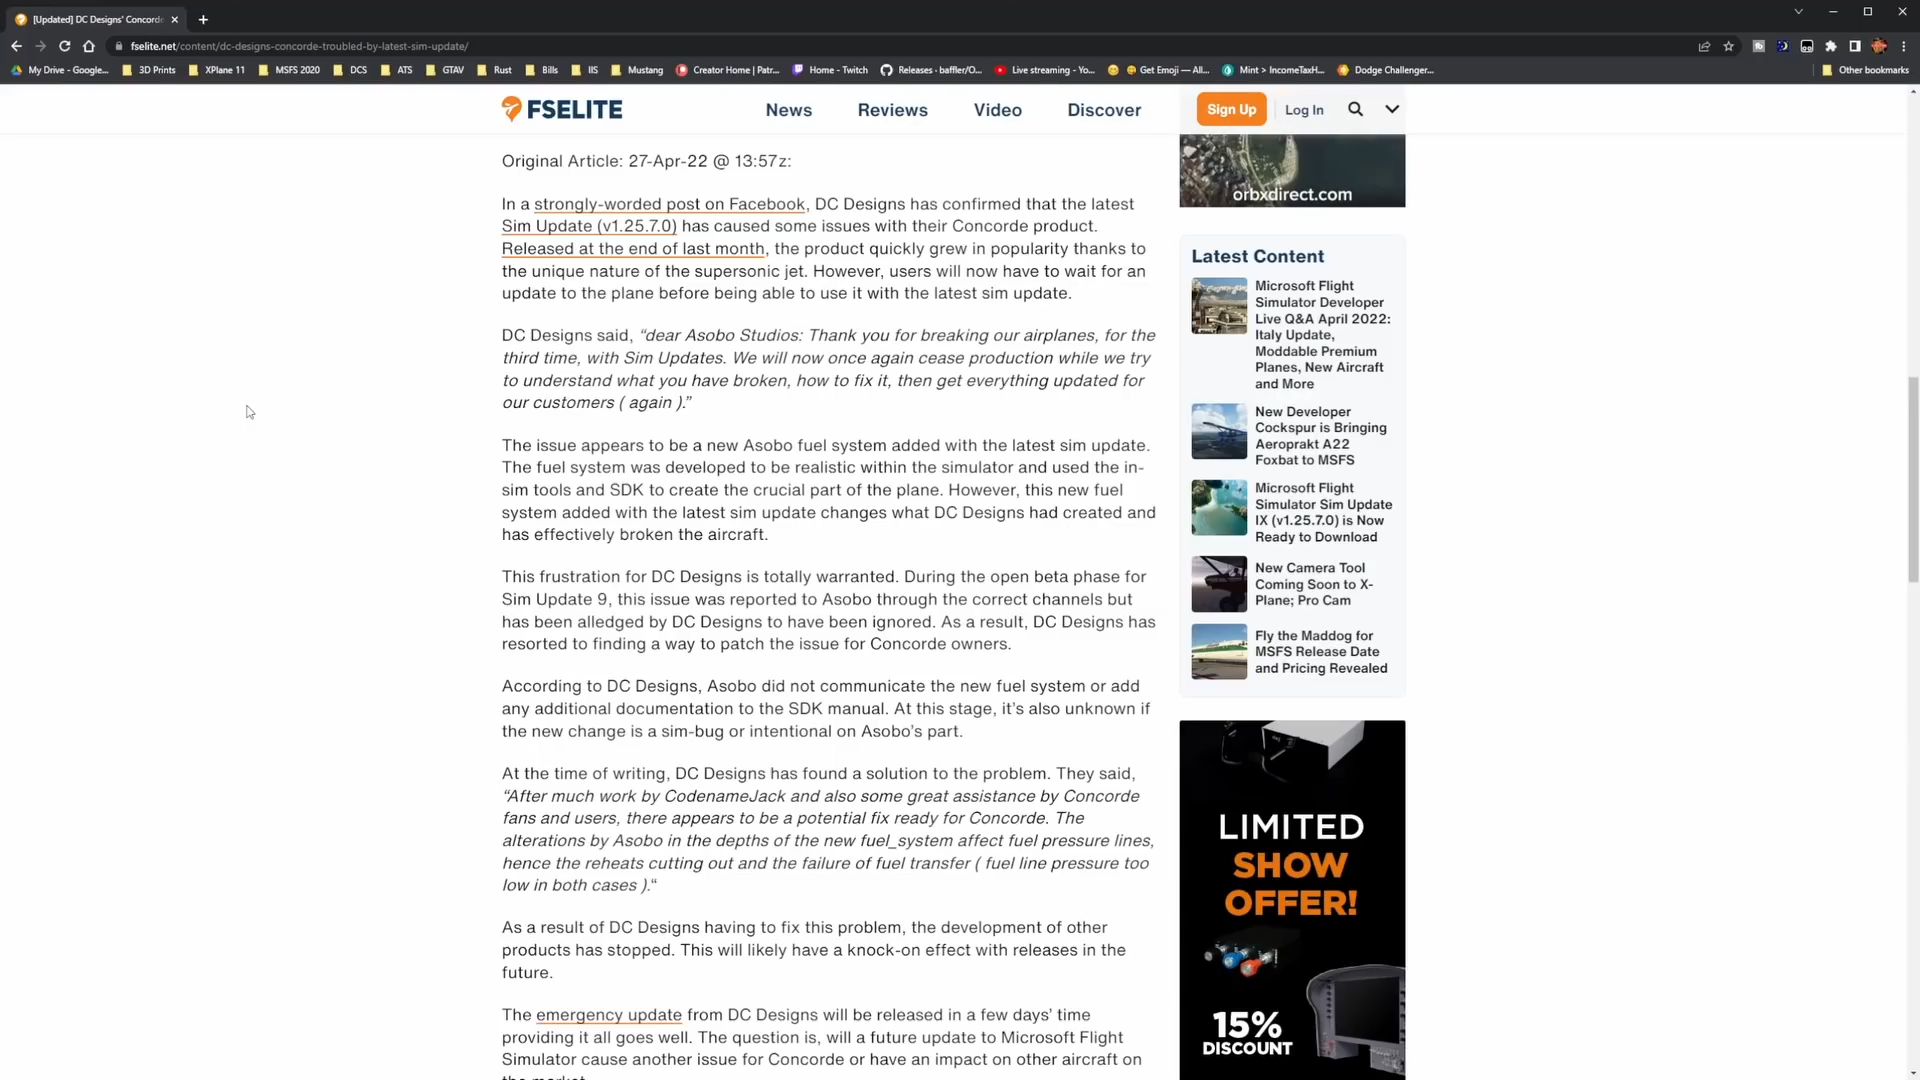 [Updated] DC Designs' Concorde
fselite.net/content/dc-designs-concorde-troubled-by-latest-sim-update/
My Drive - Google...
3D Prints
XPlane 11
MSFS 2020
DCS
ATS
GTAV
Rust
Bills
IIS
Mustang
Creator Home | Patr...
Home - Twitch
Releases · baffler/O...
Live streaming - Yo...
Get Emoji — All...
Mint > IncomeTaxH...
Dodge Challenger...
Other bookmarks
FSELITE
News
Reviews
Video
Discover
Sign Up
Log In
Original Article: 27-Apr-22 @ 13:57z:
In a strongly-worded post on Facebook, DC Designs has confirmed that the latest
Sim Update (v1.25.7.0) has caused some issues with their Concorde product.
Released at the end of last month, the product quickly grew in popularity thanks to
the unique nature of the supersonic jet. However, users will now have to wait for an
update to the plane before being able to use it with the latest sim update.
DC Designs said, “dear Asobo Studios: Thank you for breaking our airplanes, for the
third time, with Sim Updates. We will now once again cease production while we try
to understand what you have broken, how to fix it, then get everything updated for
our customers ( again ).”
The issue appears to be a new Asobo fuel system added with the latest sim update.
The fuel system was developed to be realistic within the simulator and used the in-
sim tools and SDK to create the crucial part of the plane. However, this new fuel
system added with the latest sim update changes what DC Designs had created and
has effectively broken the aircraft.
This frustration for DC Designs is totally warranted. During the open beta phase for
Sim Update 9, this issue was reported to Asobo through the correct channels but
has been alledged by DC Designs to have been ignored. As a result, DC Designs has
resorted to finding a way to patch the issue for Concorde owners.
According to DC Designs, Asobo did not communicate the new fuel system or add
any additional documentation to the SDK manual. At this stage, it’s also unknown if
the new change is a sim-bug or intentional on Asobo’s part.
At the time of writing, DC Designs has found a solution to the problem. They said,
“After much work by CodenameJack and also some great assistance by Concorde
fans and users, there appears to be a potential fix ready for Concorde. The
alterations by Asobo in the depths of the new fuel_system affect fuel pressure lines,
hence the reheats cutting out and the failure of fuel transfer ( fuel line pressure too
low in both cases ).“
As a result of DC Designs having to fix this problem, the development of other
products has stopped. This will likely have a knock-on effect with releases in the
future.
The emergency update from DC Designs will be released in a few days’ time
providing it all goes well. The question is, will a future update to Microsoft Flight
Simulator cause another issue for Concorde or have an impact on other aircraft on
the market
orbxdirect.com
Latest Content
Microsoft Flight
Simulator Developer
Live Q&A April 2022:
Italy Update,
Moddable Premium
Planes, New Aircraft
and More
New Developer
Cockspur is Bringing
Aeroprakt A22
Foxbat to MSFS
Microsoft Flight
Simulator Sim Update
IX (v1.25.7.0) is Now
Ready to Download
New Camera Tool
Coming Soon to X-
Plane; Pro Cam
Fly the Maddog for
MSFS Release Date
and Pricing Revealed
LIMITED
SHOW
OFFER!
15%
DISCOUNT